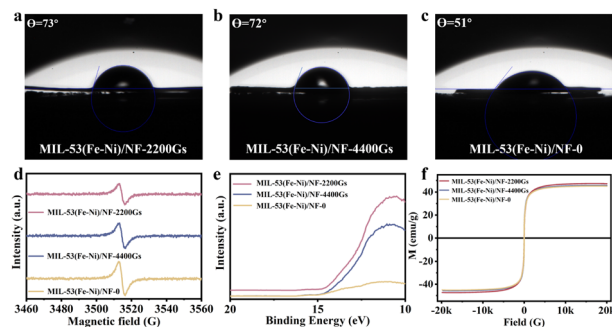 a
Θ=73°
MIL-53(Fe-Ni)/NF-2200Gs
b
Θ=72°
MIL-53(Fe-Ni)/NF-4400Gs
c
Θ=51°
MIL-53(Fe-Ni)/NF-0
d
Intensity (a.u.)
MIL-53(Fe-Ni)/NF-2200Gs
MIL-53(Fe-Ni)/NF-4400Gs
MIL-53(Fe-Ni)/NF-0
3460 3480 3500 3520 3540 3560
Magnetic field (G)
e
Intensity (a.u.)
MIL-53(Fe-Ni)/NF-2200Gs
MIL-53(Fe-Ni)/NF-4400Gs
MIL-53(Fe-Ni)/NF-0
20 15 10
Binding Energy (eV)
f
M (emu/g)
MIL-53(Fe-Ni)/NF-2200Gs
MIL-53(Fe-Ni)/NF-4400Gs
MIL-53(Fe-Ni)/NF-0
40
20
0
-20
-40
-20k -10k 0 10k 20k
Field (G)